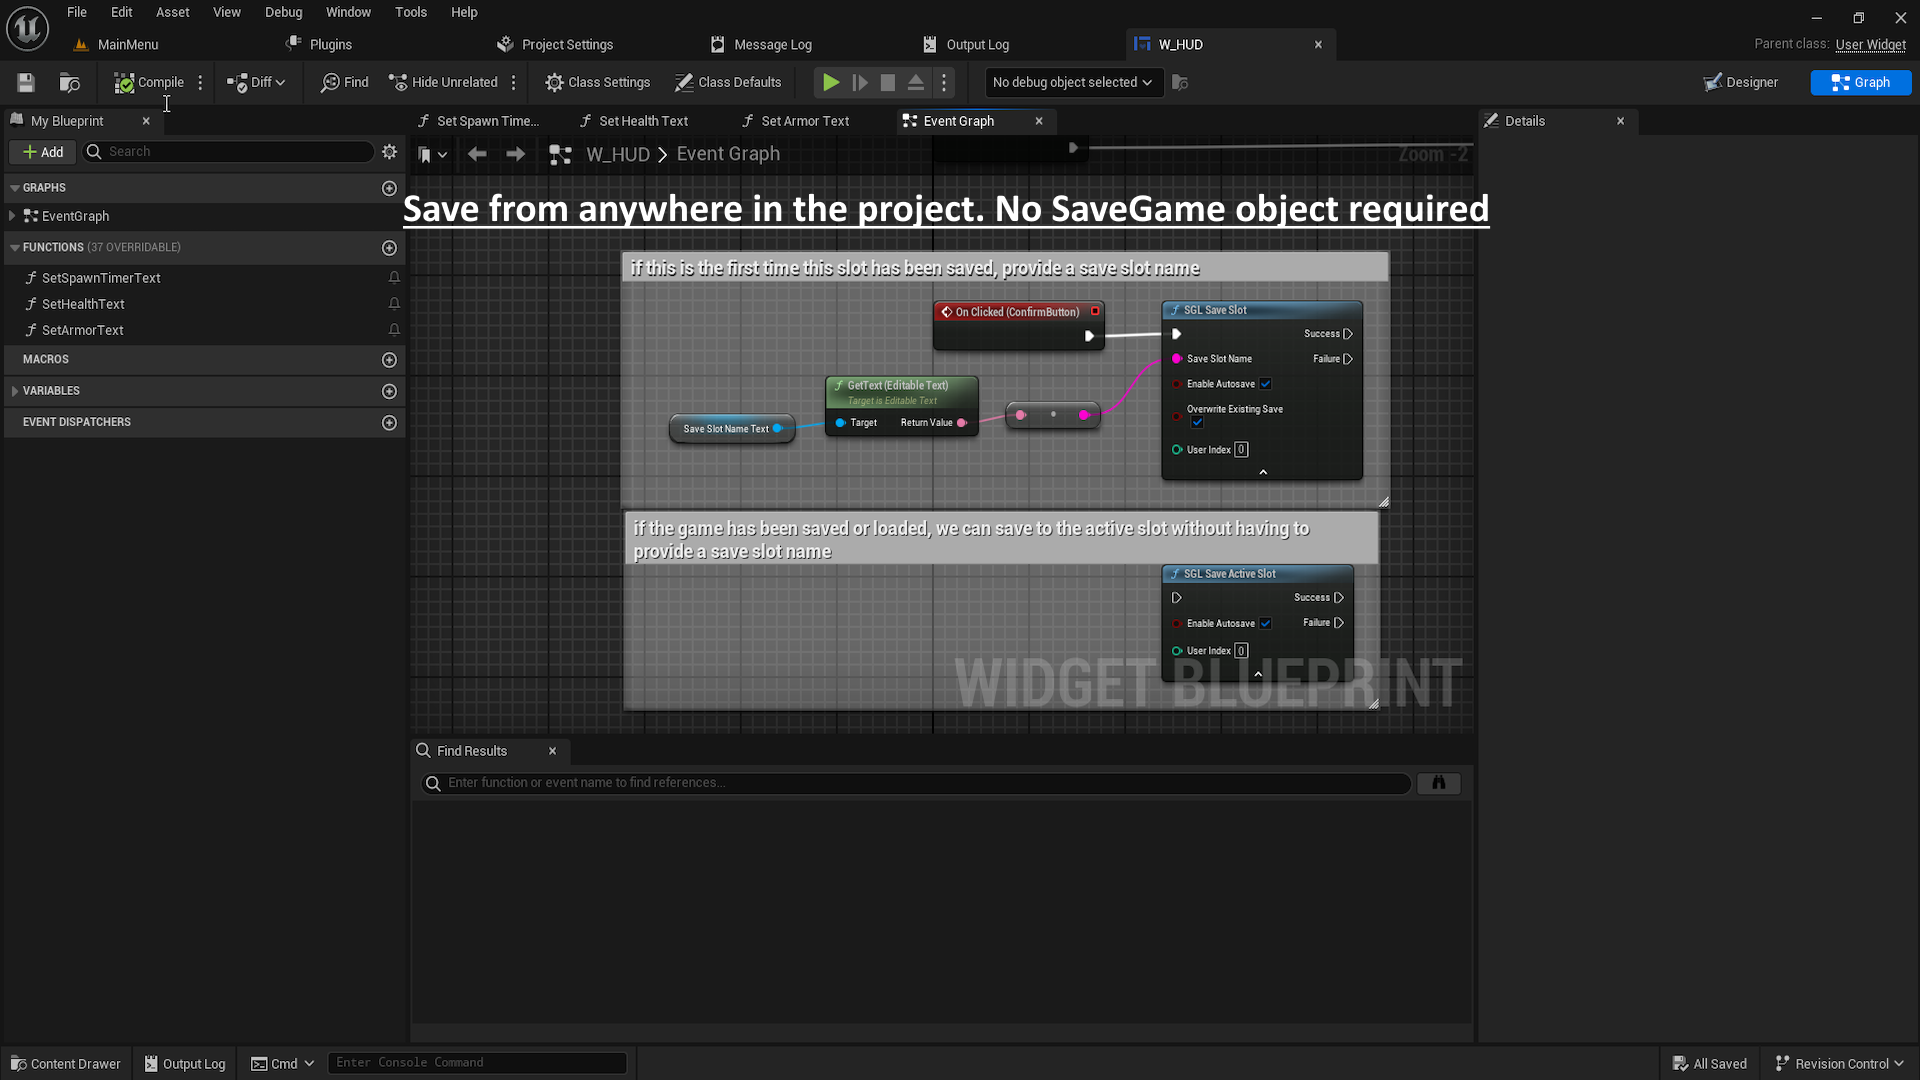 File Edit Asset View Debug Window Tools Help
MainMenu Plugins Project Settings Message Log Output Log W_HUD Parent class: User Widget
Compile Diff Find Hide Unrelated Class Settings Class Defaults No debug object selected Designer Graph
My Blueprint Set Spawn Time... Set Health Text Set Armor Text Event Graph Details
Add Search W_HUD Event Graph Zoom -2
GRAPHS
EventGraph
Save from anywhere in the project. No SaveGame object required
FUNCTIONS (37 OVERRIDABLE)
SetSpawnTimerText
SetHealthText
SetArmorText
MACROS
VARIABLES
EVENT DISPATCHERS
if this is the first time this slot has been saved, provide a save slot name
On Clicked (ConfirmButton)
SGL Save Slot
Success
Save Slot Name Failure
Enable Autosave
Overwrite Existing Save
User Index 0
GetText (Editable Text)
Target is Editable Text
Target Return Value
Save Slot Name Text
if the game has been saved or loaded, we can save to the active slot without having to
provide a save slot name
SGL Save Active Slot
Success
Enable Autosave Failure
User Index 0
WIDGET BLUEPRINT
Find Results
Enter function or event name to find references...
Content Drawer Output Log Cmd Enter Console Command All Saved Revision Control